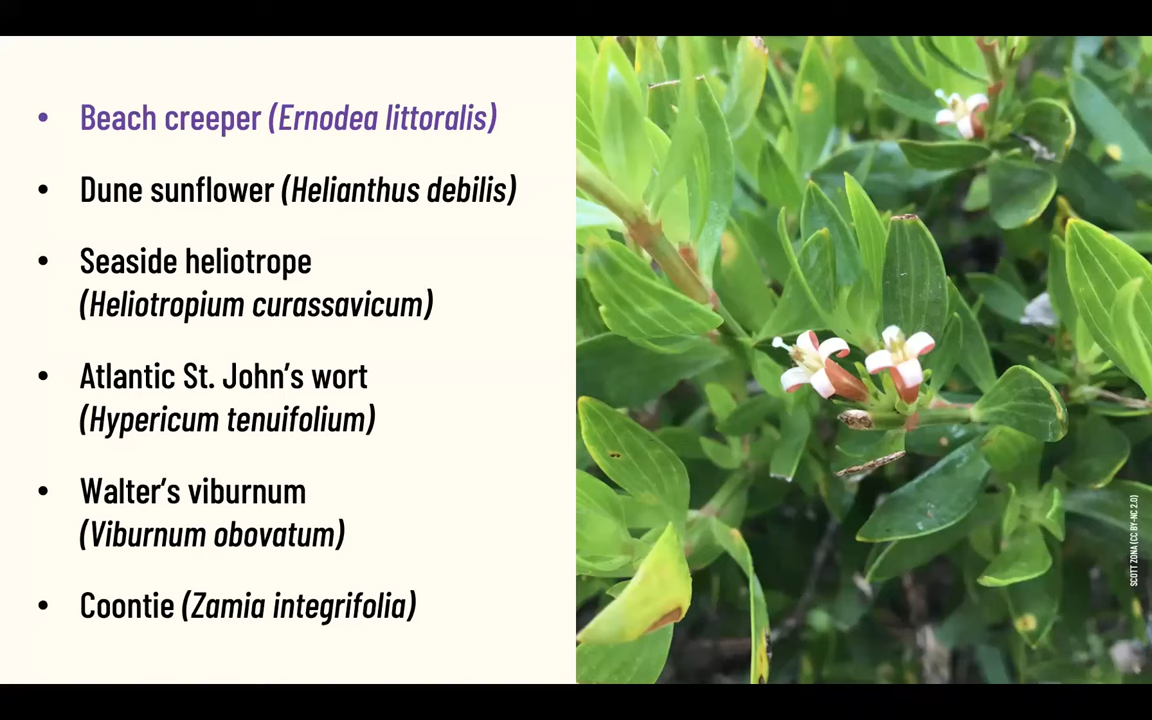 • Beach creeper (Ernodea littoralis)
• Dune sunflower (Helianthus debilis)
• Seaside heliotrope
(Heliotropium curassavicum)
• Atlantic St. John’s wort
(Hypericum tenuifolium)
• Walter’s viburnum
(Viburnum obovatum)
• Coontie (Zamia integrifolia)
SCOTT ZONA (CC BY-NC 2.0)